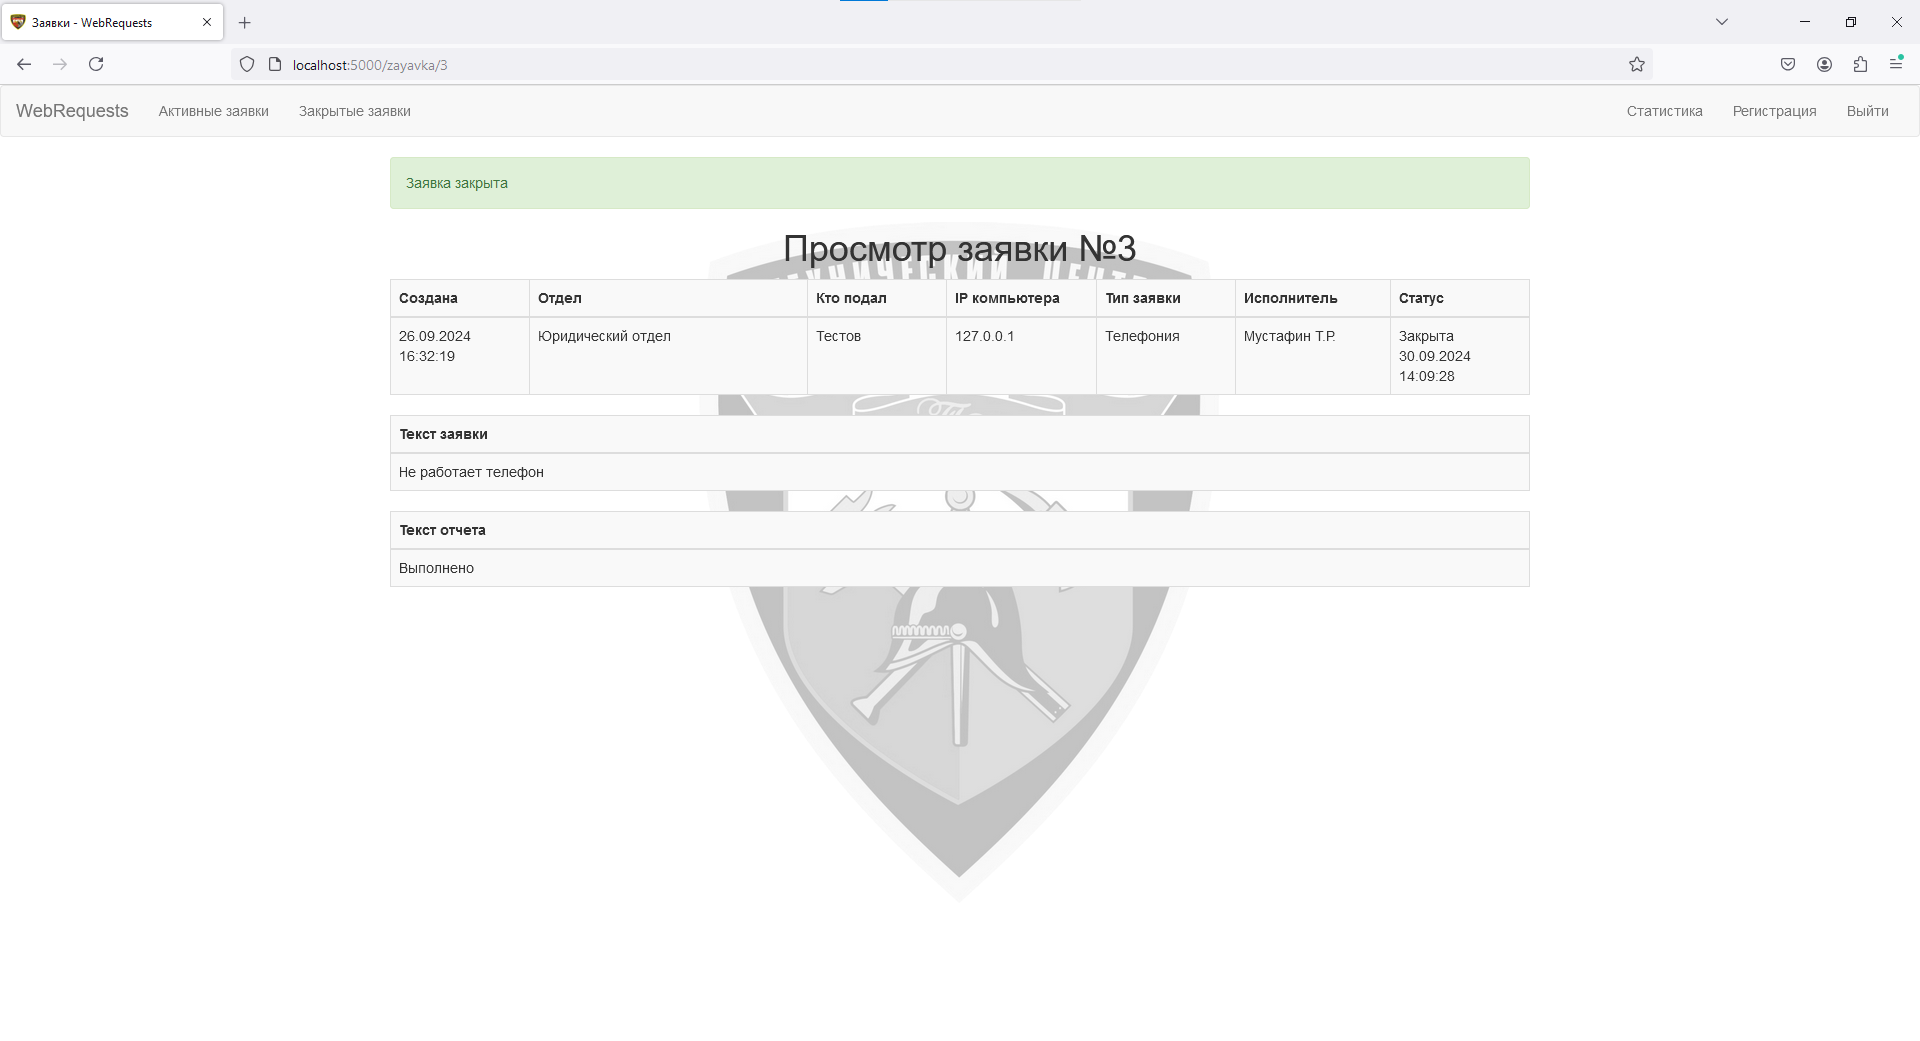 Заявки - WebRequests
localhost:5000/zayavka/3
WebRequests Активные заявки Закрытые заявки Статистика Регистрация Выйти
Заявка закрыта
Просмотр заявки №3
Создана Отдел Кто подал IP компьютера Тип заявки Исполнитель Статус
26.09.2024 Юридический отдел Тестов 127.0.0.1 Телефония Мустафин Т.Р. Закрыта
16:32:19 30.09.2024
14:09:28
Текст заявки
Не работает телефон
Текст отчета
Выполнено